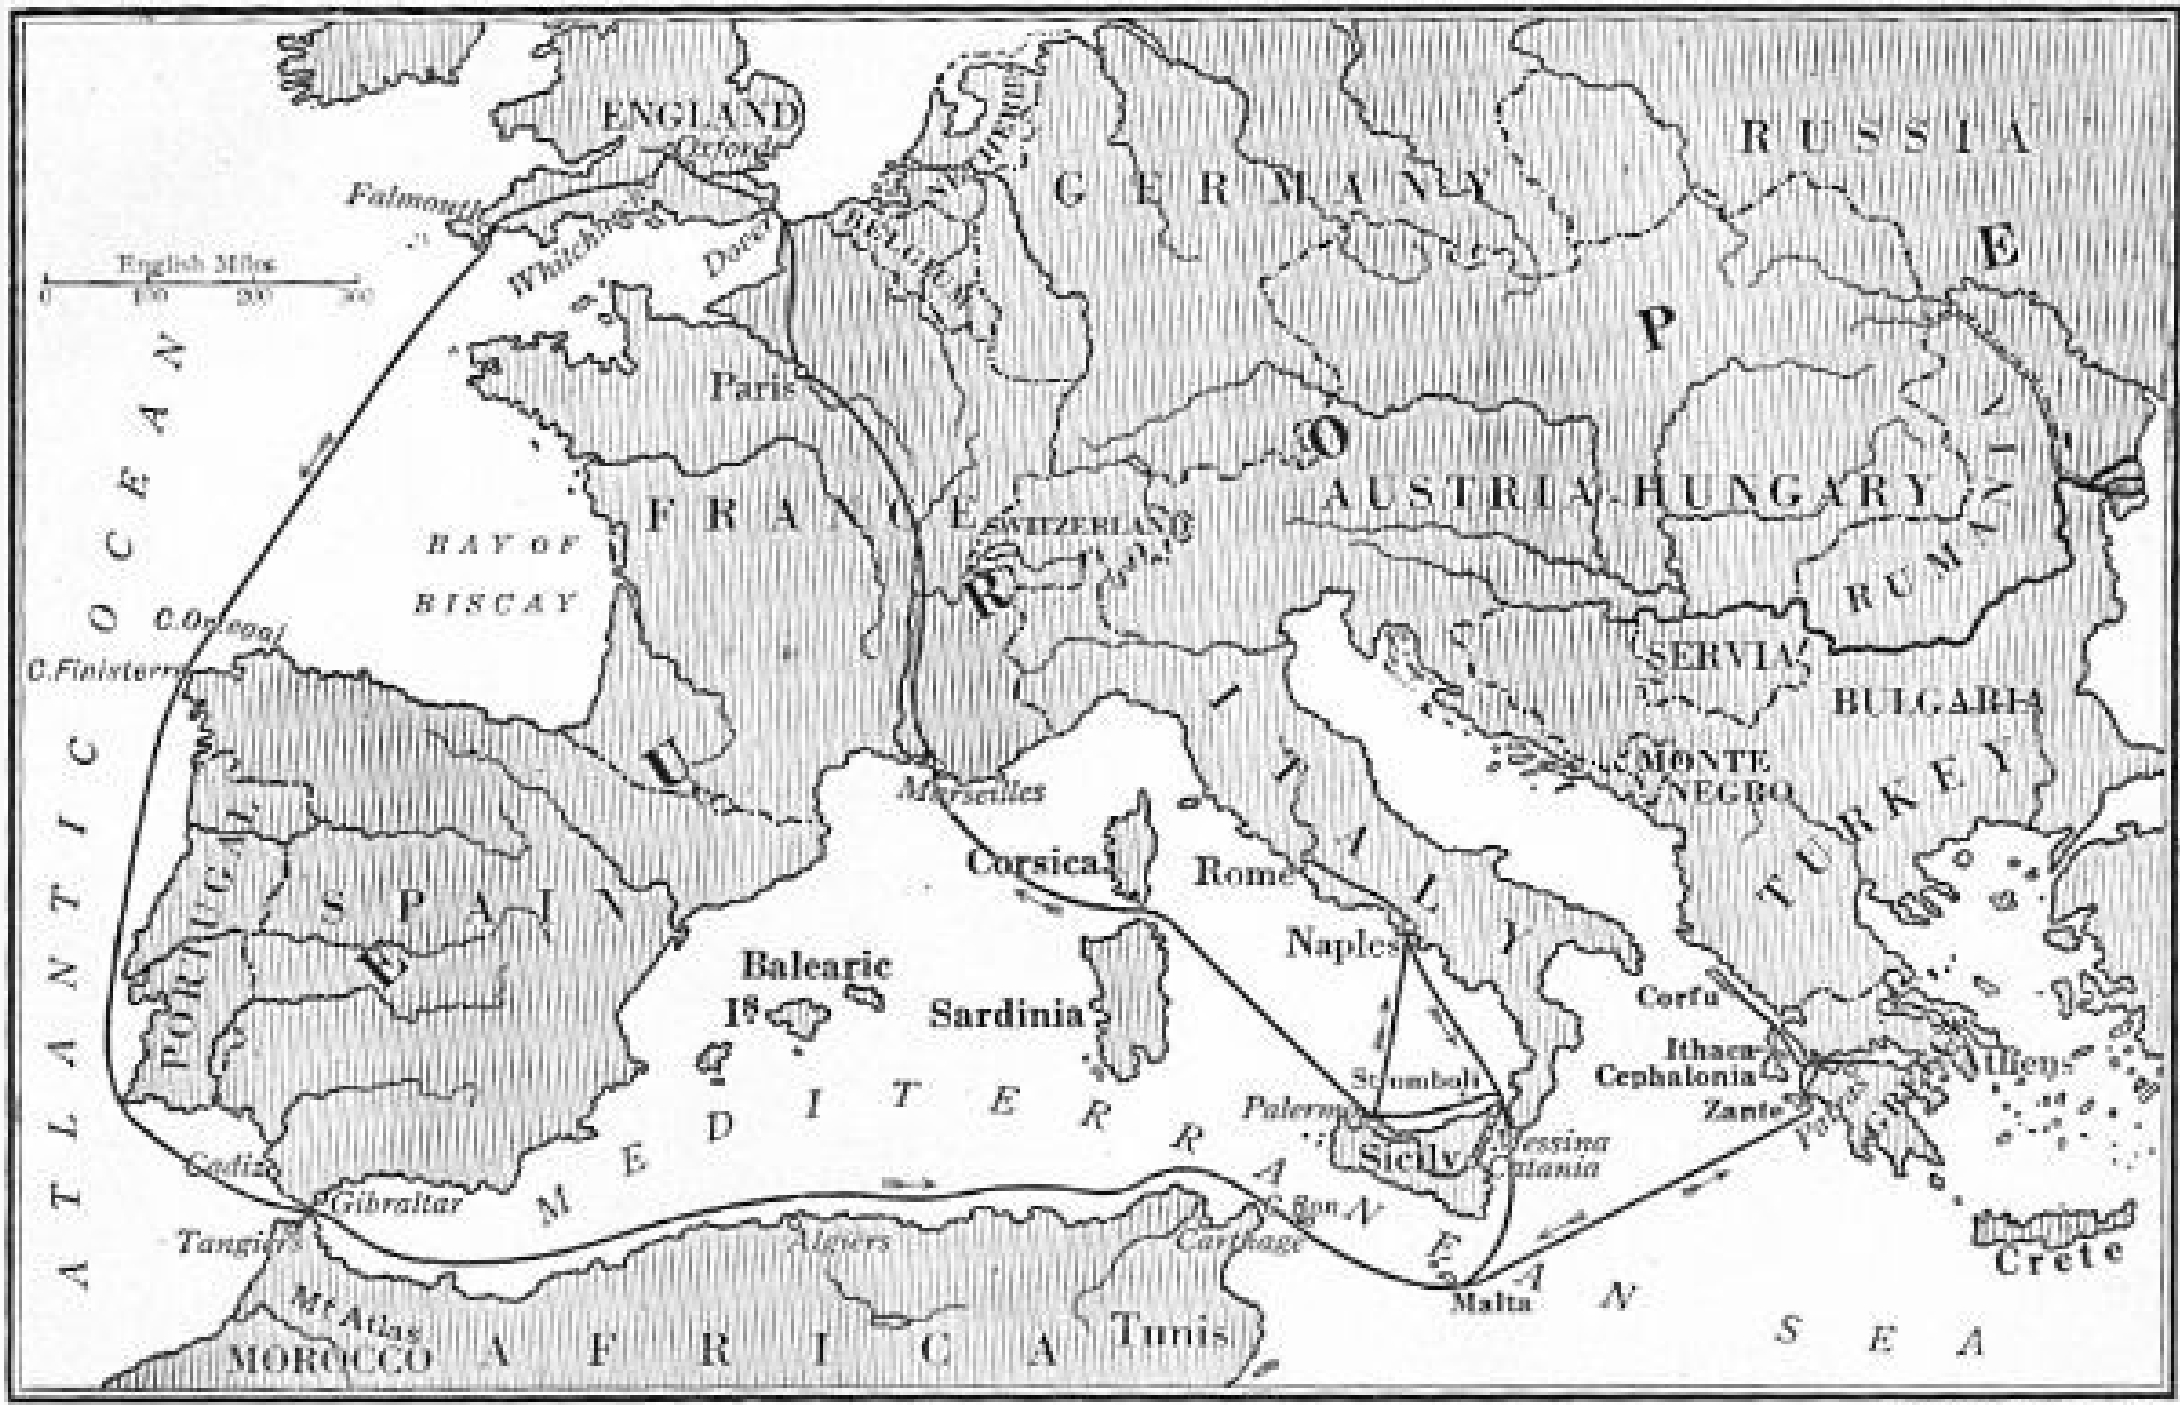 ENGLAND
Oxford
RUSSIA
GERMANY
Falmouth
BELGIUM
Dover
English Miles
0 100 200 300
EUROPE
Paris
ATLANTIC OCEAN
FRANCE
SWITZERLAND
AUSTRIA-HUNGARY
BAY OF
BISCAY
C. Ortegal
C. Finisterre
SERVIA
BULGARIA
MONTE
NEGRO
TURKEY
ITALY
Marseilles
Corsica
Rome
PORTUGAL
SPAIN
Naples
Balearic
Is
Sardinia
Corfu
Ithaca
Cephalonia
Zante
Athens
Stromboli
Palermo
Sicily
Messina
Catania
MEDITERRANEAN SEA
Cadiz
Gibraltar
Tangiers
Algiers
C. Bon
Carthage
Crete
Malta
Mt Atlas
MOROCCO
AFRICA
Tunis